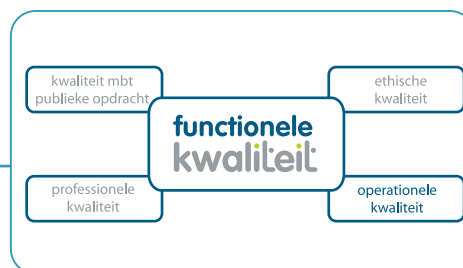 kwaliteit mbt
publieke opdracht
ethische
kwaliteit
functionele
kwaliteit
professionele
kwaliteit
operationele
kwaliteit